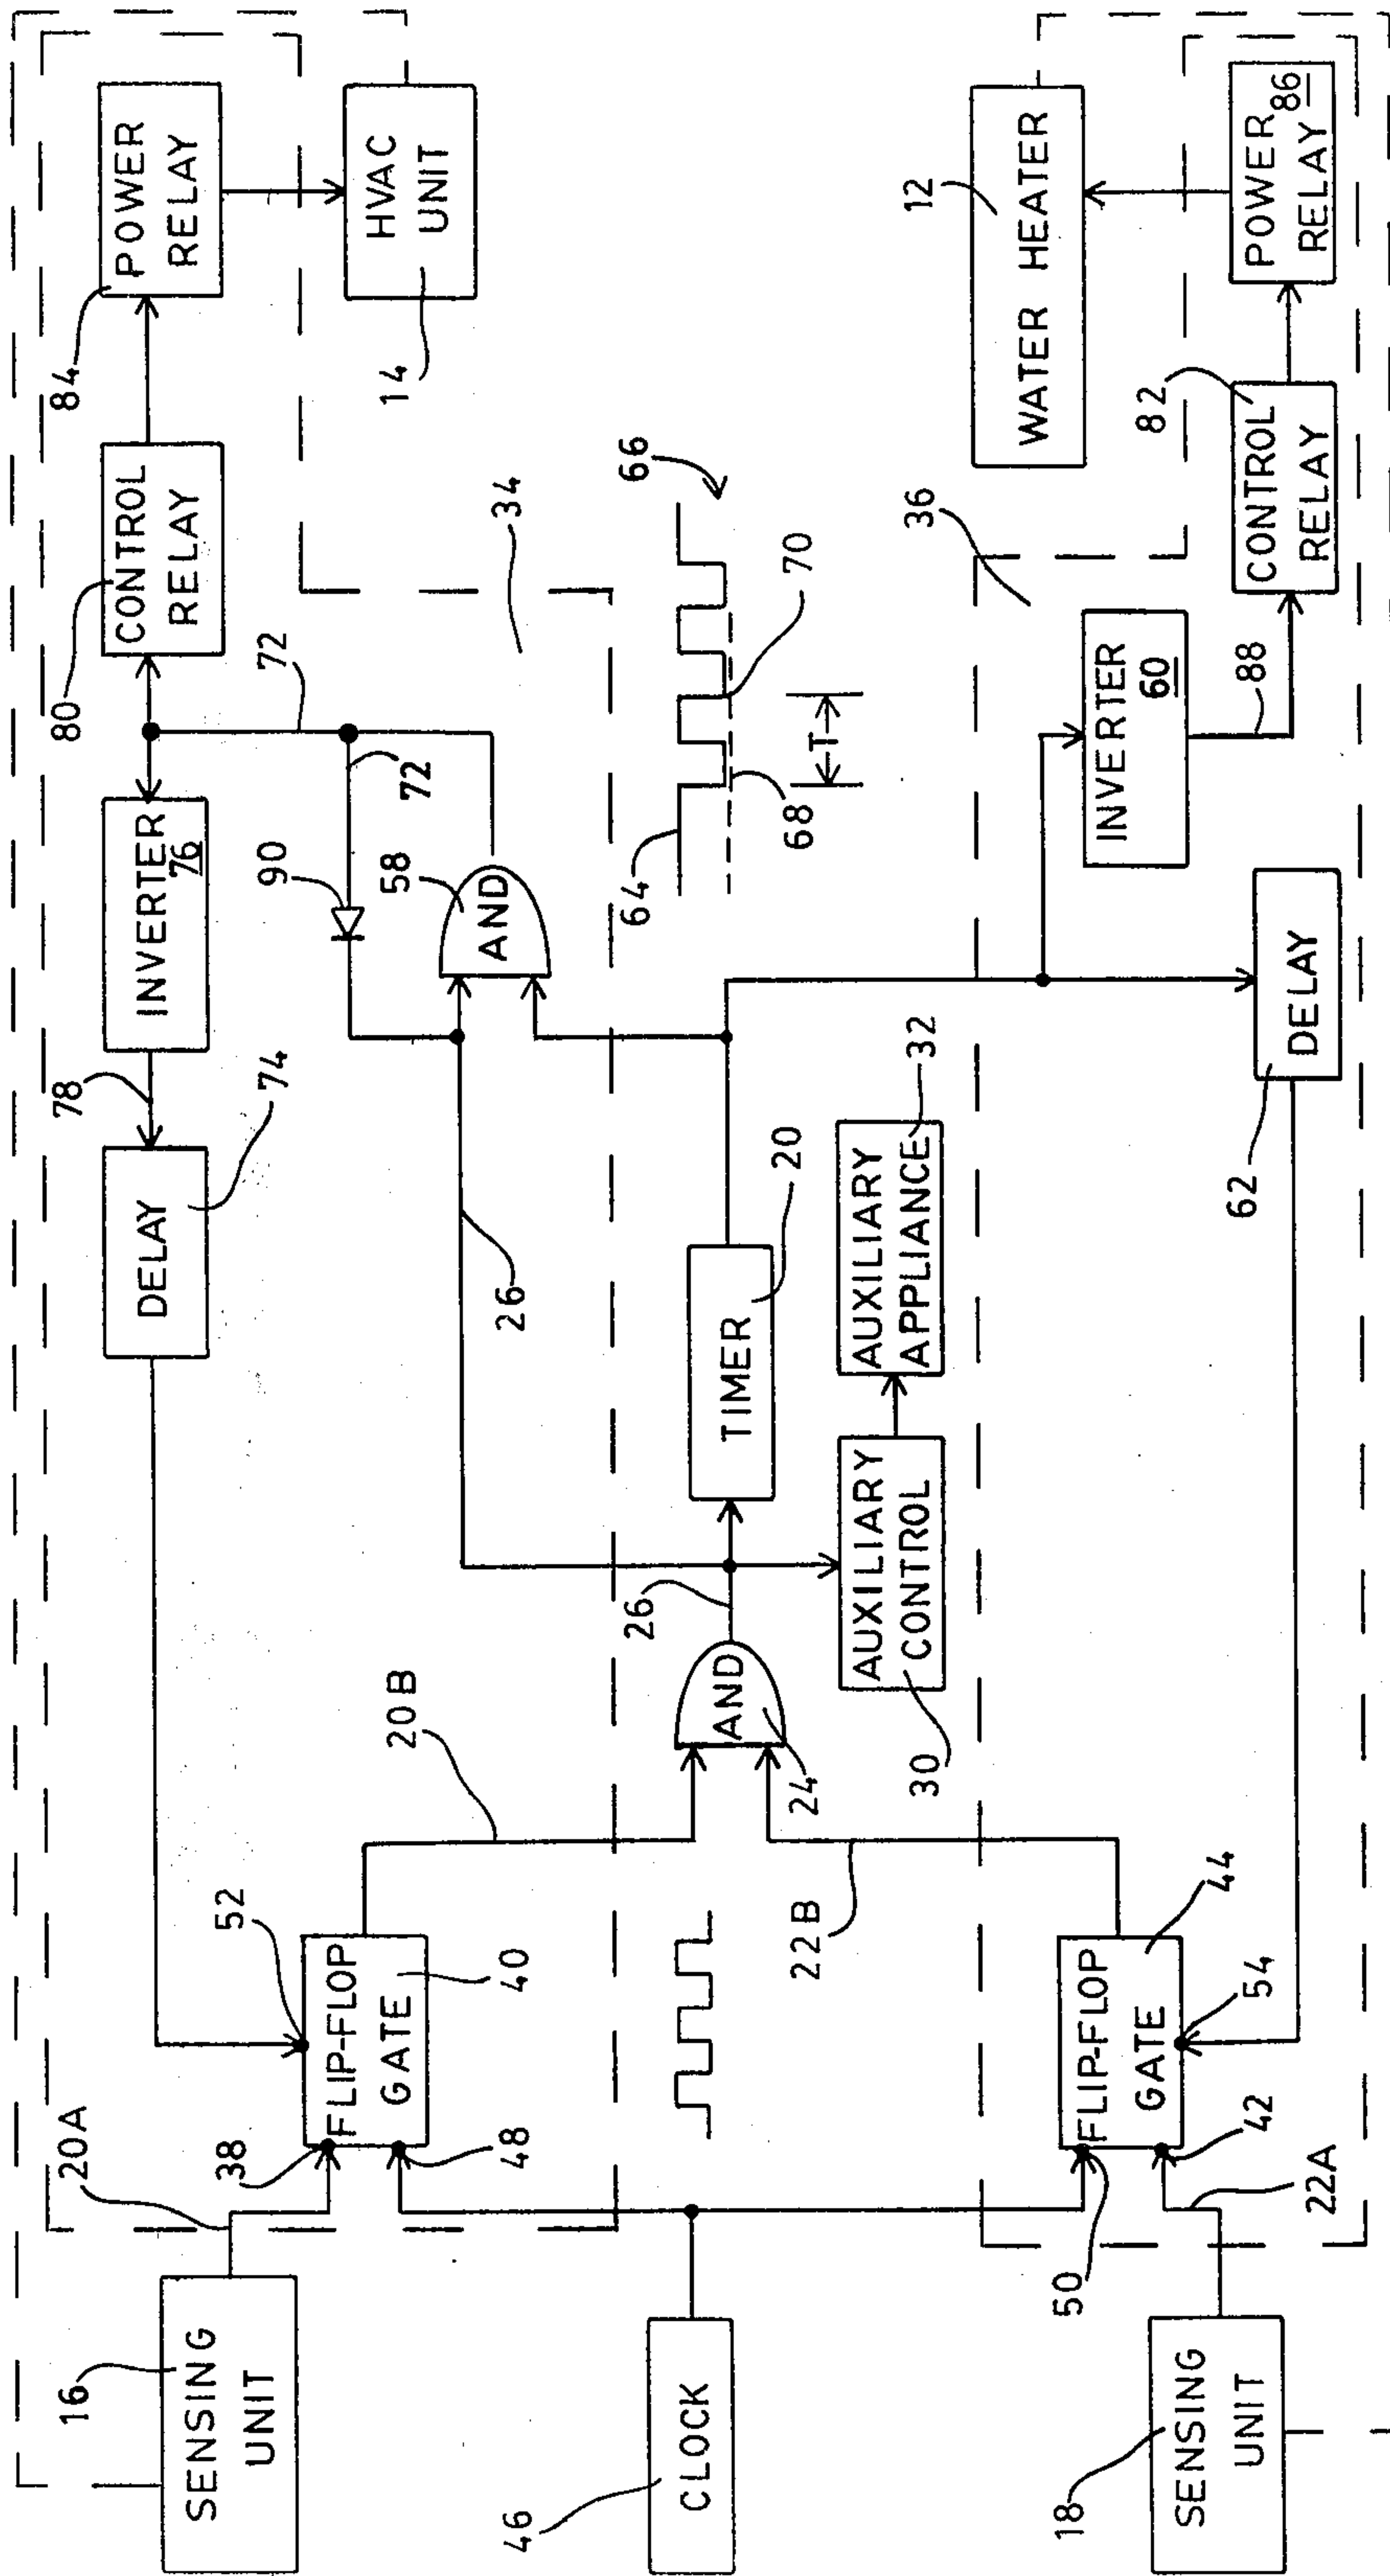 84
POWER
RELAY
80
CONTROL
RELAY
HVAC
UNIT
14
72
INVERTER
76
72
90
78
DELAY
74
58
AND
34
26
52
20B
20A
38
FLIP-FLOP
GATE
40
48
16
SENSING
UNIT
46
CLOCK
26
AND
24
TIMER
20
64
66
68
70
T
AUXILIARY
CONTROL
30
AUXILIARY
APPLIANCE
32
22B
12
WATER HEATER
36
82
POWER
RELAY
86
CONTROL
RELAY
INVERTER
60
88
DELAY
62
44
FLIP-FLOP
GATE
54
50
42
22A
18
SENSING
UNIT